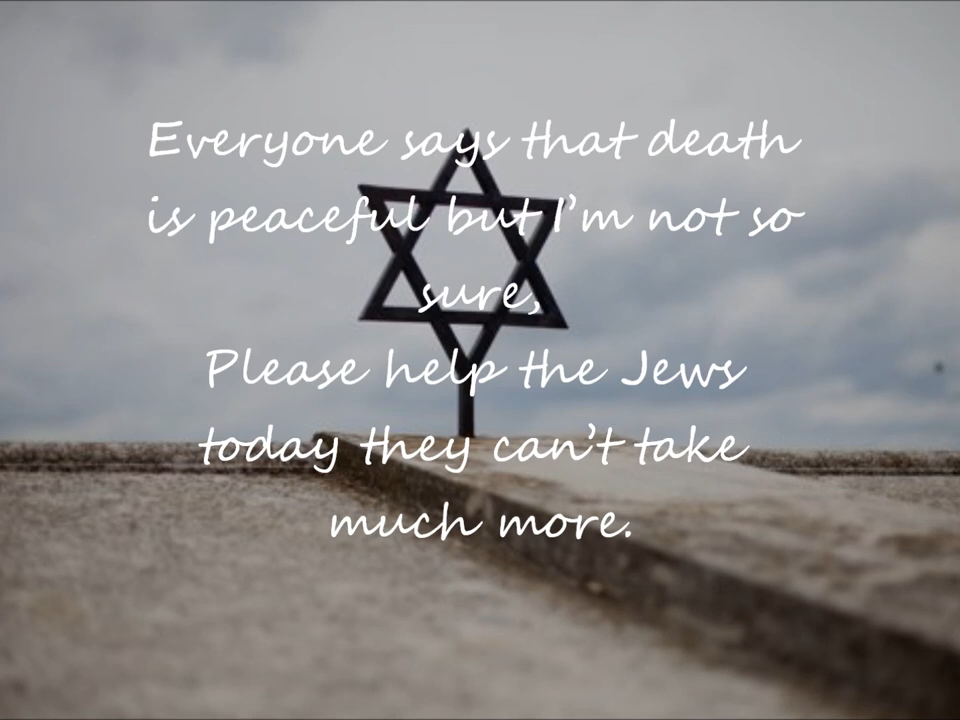 Everyone says that death
is peaceful but I'm not so
sure,
Please help the Jews
today they can't take
much more.